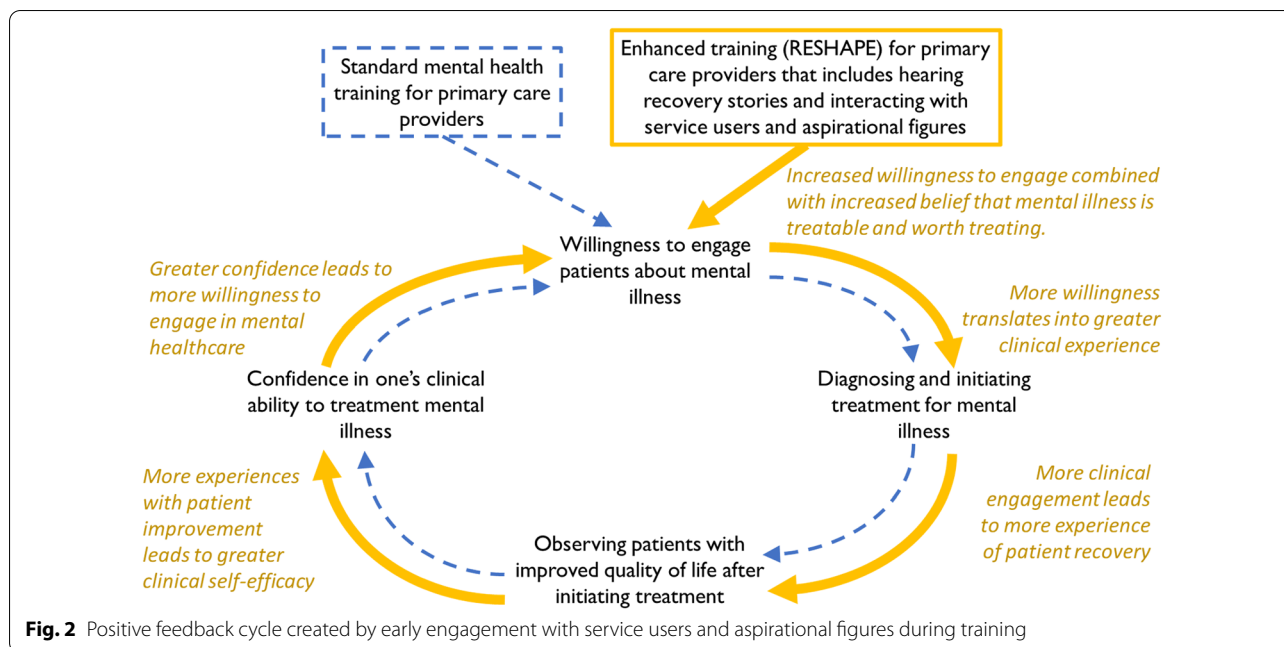 Standard mental health
training for primary care
providers
Enhanced training (RESHAPE) for primary
care providers that includes hearing
recovery stories and interacting with
service users and aspirational figures
Increased willingness to engage combined
with increased belief that mental illness is
treatable and worth treating.
Willingness to engage
patients about mental
illness
Greater confidence leads to
more willingness to
engage in mental
healthcare
More willingness
translates into greater
clinical experience
Confidence in one's clinical
ability to treatment mental
illness
Diagnosing and initiating
treatment for mental
illness
More experiences
with patient
improvement
leads to greater
clinical self-efficacy
More clinical
engagement leads
to more experience
of patient recovery
Observing patients with
improved quality of life after
initiating treatment
Fig. 2 Positive feedback cycle created by early engagement with service users and aspirational figures during training